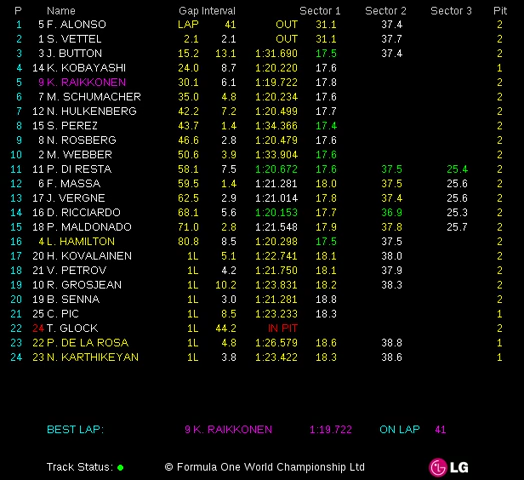 P Name Gap Interval Sector 1 Sector 2 Sector 3 Pit
1 5 F. ALONSO LAP 41 OUT 31.1 37.4 2
2 1 S. VETTEL 2.1 2.1 OUT 31.1 37.7 2
3 3 J. BUTTON 15.2 13.1 1:31.690 17.5 37.4 2
4 14 K. KOBAYASHI 24.0 8.7 1:20.220 17.6 1
5 9 K. RAIKKONEN 30.1 6.1 1:19.722 17.8 2
6 7 M. SCHUMACHER 35.0 4.8 1:20.234 17.6 2
7 12 N. HULKENBERG 42.2 7.2 1:20.499 17.7 2
8 15 S. PEREZ 43.7 1.4 1:34.366 17.4 2
9 8 N. ROSBERG 46.6 2.8 1:20.479 17.6 2
10 2 M. WEBBER 50.6 3.9 1:33.904 17.6 2
11 11 P. DI RESTA 58.1 7.5 1:20.672 17.6 37.5 25.4 2
12 6 F. MASSA 59.5 1.4 1:21.281 18.0 37.5 25.6 2
13 17 J. VERGNE 62.5 2.9 1:21.014 17.8 37.4 25.6 2
14 16 D. RICCIARDO 68.1 5.6 1:20.153 17.7 36.9 25.3 2
15 18 P. MALDONADO 71.0 2.8 1:21.548 17.9 37.8 25.7 2
16 4 L. HAMILTON 80.8 8.5 1:20.298 17.5 37.5 2
17 20 H. KOVALAINEN 1L 5.1 1:22.741 18.1 38.0 2
18 21 V. PETROV 1L 4.2 1:21.750 18.1 37.9 2
19 10 R. GROSJEAN 1L 10.2 1:23.831 18.2 38.3 2
20 19 B. SENNA 1L 3.0 1:21.281 18.8 2
21 25 C. PIC 1L 8.5 1:23.233 18.3 1
22 24 T. GLOCK 1L 44.2 IN PIT 2
23 22 P. DE LA ROSA 1L 4.8 1:26.579 18.6 38.8 1
24 23 N. KARTHIKEYAN 1L 3.8 1:23.422 18.3 38.6 1
BEST LAP: 9 K. RAIKKONEN 1:19.722 ON LAP 41
Track Status: © Formula One World Championship Ltd LG